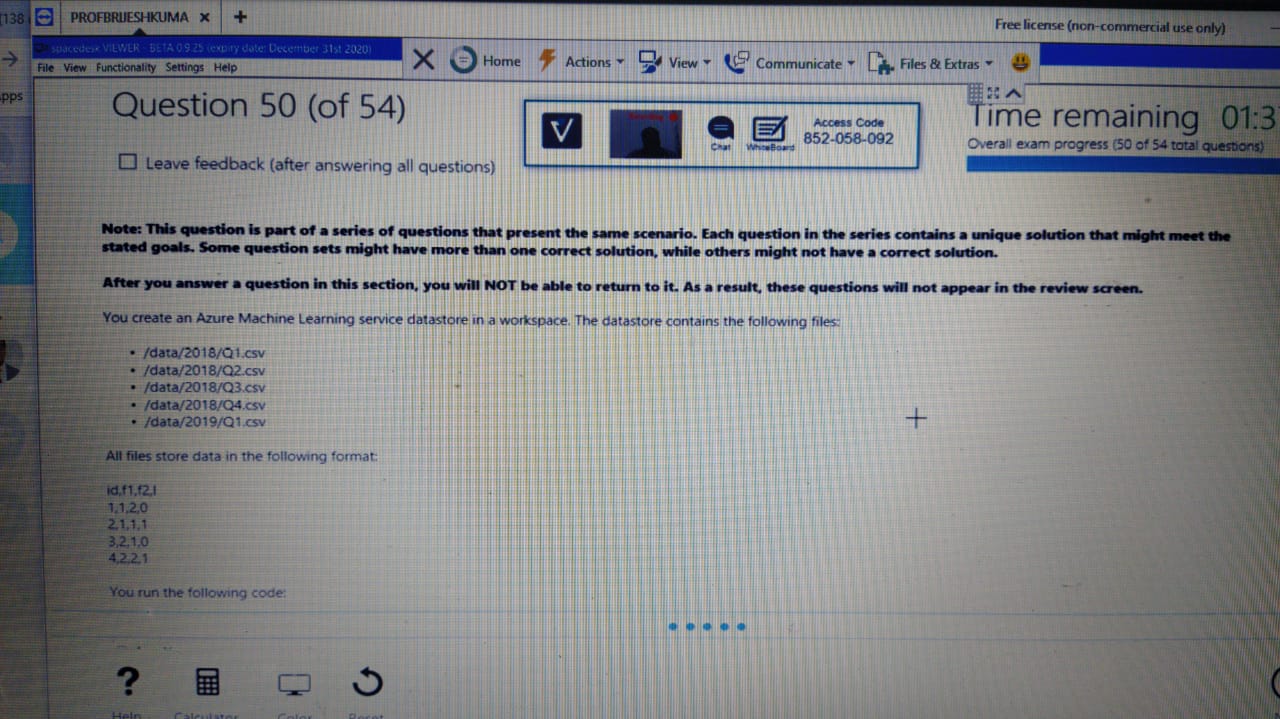 (138
PROFBRIJESHKUMA × +
Free license (non-commercial use only)
spacedesk VIEWER - BETA 0.9.25 (expiry date: December 31st 2020)
File View Functionality Settings Help
Home Actions View Communicate Files & Extras
pps
Question 50 (of 54)
Leave feedback (after answering all questions)
V
Chat
WhiteBoard
Access Code
852-058-092
Time remaining 01:3
Overall exam progress (50 of 54 total questions)
Note: This question is part of a series of questions that present the same scenario. Each question in the series contains a unique solution that might meet the
stated goals. Some question sets might have more than one correct solution, while others might not have a correct solution.
After you answer a question in this section, you will NOT be able to return to it. As a result, these questions will not appear in the review screen.
You create an Azure Machine Learning service datastore in a workspace. The datastore contains the following files:
• /data/2018/Q1.csv
• /data/2018/Q2.csv
• /data/2018/Q3.csv
• /data/2018/Q4.csv
• /data/2019/Q1.csv
All files store data in the following format:
id,f1,f2,l
1,1,2,0
2,1,1,1
3,2,1,0
4,2,2,1
You run the following code:
Help
Calculator
Color
Reset